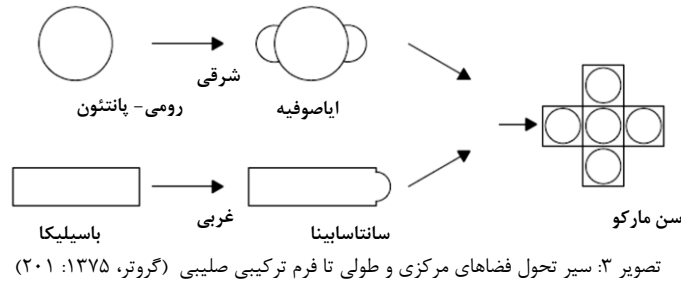 شرقی
رومی- پانتئون
ایاصوفیه
غربی
باسیلیکا
سانتاسابینا
سن مارکو
تصویر ۳: سیر تحول فضاهای مرکزی و طولی تا فرم ترکیبی صلیبی (گروتر، ۱۳۷۵: ۲۰۱)